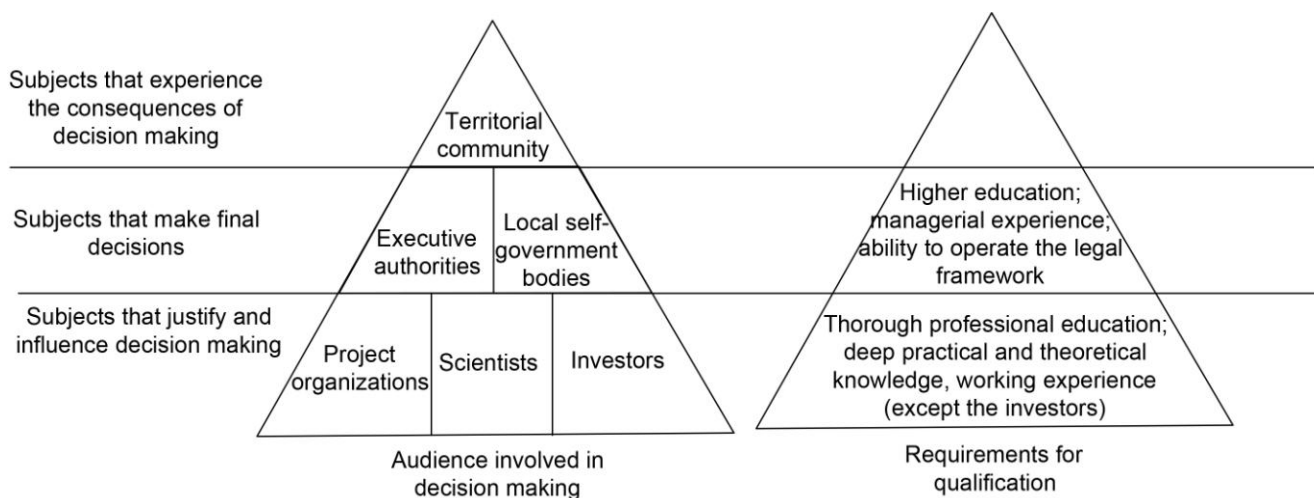 Subjects that experience
the consequences of
decision making
Territorial
community
Subjects that make final
decisions
Executive
authorities
Local self-
government
bodies
Higher education;
managerial experience;
ability to operate the legal
framework
Subjects that justify and
influence decision making
Project
organizations
Scientists
Investors
Thorough professional education;
deep practical and theoretical
knowledge, working experience
(except the investors)
Audience involved in
decision making
Requirements for
qualification